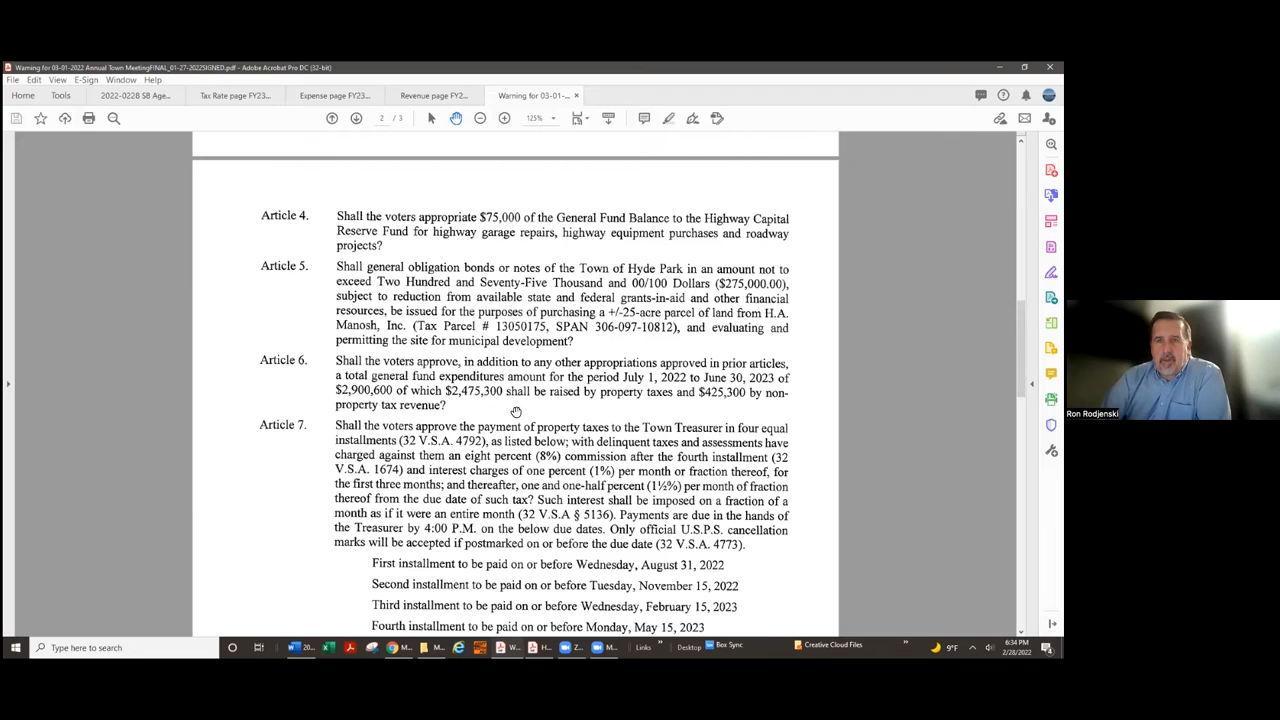 Warning for 03-01-2022 Annual Town MeetingFINAL_01-27-2022SIGNED.pdf - Adobe Acrobat Pro DC (32-bit)
File Edit View E-Sign Window Help
Home Tools 2022-0228 SB Age... Tax Rate page FY23... Expense page FY23... Revenue page FY2... Warning for 03-01-... ×
2 / 3 125%
Article 4. Shall the voters appropriate $75,000 of the General Fund Balance to the Highway Capital
Reserve Fund for highway garage repairs, highway equipment purchases and roadway
projects?
Article 5. Shall general obligation bonds or notes of the Town of Hyde Park in an amount not to
exceed Two Hundred and Seventy-Five Thousand and 00/100 Dollars ($275,000.00),
subject to reduction from available state and federal grants-in-aid and other financial
resources, be issued for the purposes of purchasing a +/-25-acre parcel of land from H.A.
Manosh, Inc. (Tax Parcel # 13050175, SPAN 306-097-10812), and evaluating and
permitting the site for municipal development?
Article 6. Shall the voters approve, in addition to any other appropriations approved in prior articles,
a total general fund expenditures amount for the period July 1, 2022 to June 30, 2023 of
$2,900,600 of which $2,475,300 shall be raised by property taxes and $425,300 by non-
property tax revenue?
Article 7. Shall the voters approve the payment of property taxes to the Town Treasurer in four equal
installments (32 V.S.A. 4792), as listed below; with delinquent taxes and assessments have
charged against them an eight percent (8%) commission after the fourth installment (32
V.S.A. 1674) and interest charges of one percent (1%) per month or fraction thereof, for
the first three months; and thereafter, one and one-half percent (1½%) per month of fraction
thereof from the due date of such tax? Such interest shall be imposed on a fraction of a
month as if it were an entire month (32 V.S.A § 5136). Payments are due in the hands of
the Treasurer by 4:00 P.M. on the below due dates. Only official U.S.P.S. cancellation
marks will be accepted if postmarked on or before the due date (32 V.S.A. 4773).
First installment to be paid on or before Wednesday, August 31, 2022
Second installment to be paid on or before Tuesday, November 15, 2022
Third installment to be paid on or before Wednesday, February 15, 2023
Fourth installment to be paid on or before Monday, May 15, 2023
Ron Rodjenski
Type here to search 20... M... M... W... H... Z... M... Links Desktop Box Sync Creative Cloud Files 9°F 6:34 PM
2/28/2022